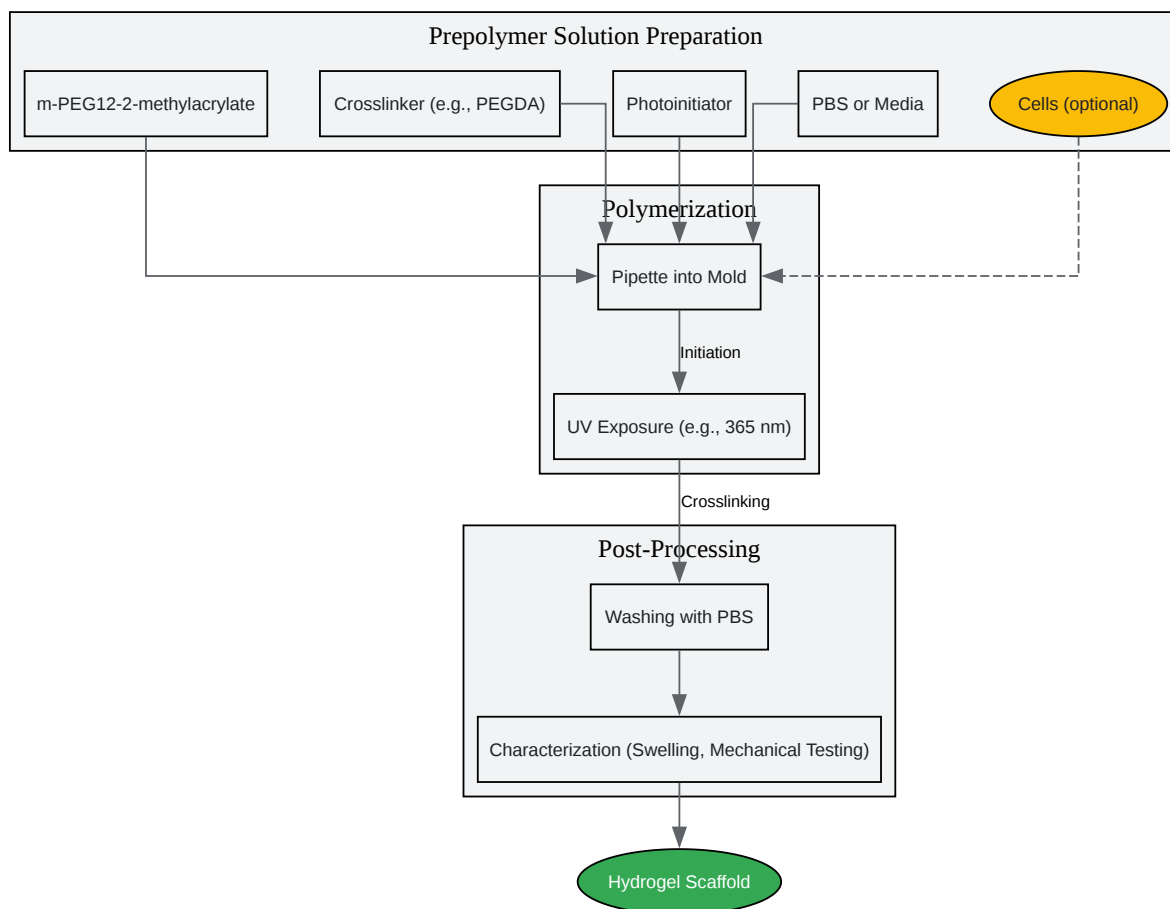 Prepolymer Solution Preparation
m-PEG12-2-methylacrylate
Crosslinker (e.g., PEGDA)
Photoinitiator
PBS or Media
Cells (optional)
Polymerization
Pipette into Mold
Initiation
UV Exposure (e.g., 365 nm)
Crosslinking
Post-Processing
Washing with PBS
Characterization (Swelling, Mechanical Testing)
Hydrogel Scaffold